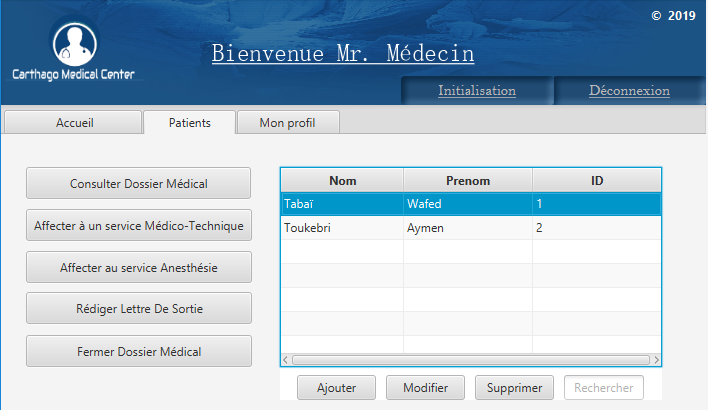 © 2019
Bienvenue Mr. Médecin
Carthago Medical Center
Initialisation Déconnexion
Accueil Patients Mon profil
Consulter Dossier Médical
Affecter à un service Médico-Technique
Affecter au service Anesthésie
Rédiger Lettre De Sortie
Fermer Dossier Médical
Nom Prenom ID
Tabaï Wafed 1
Toukebri Aymen 2
Ajouter Modifier Supprimer Rechercher